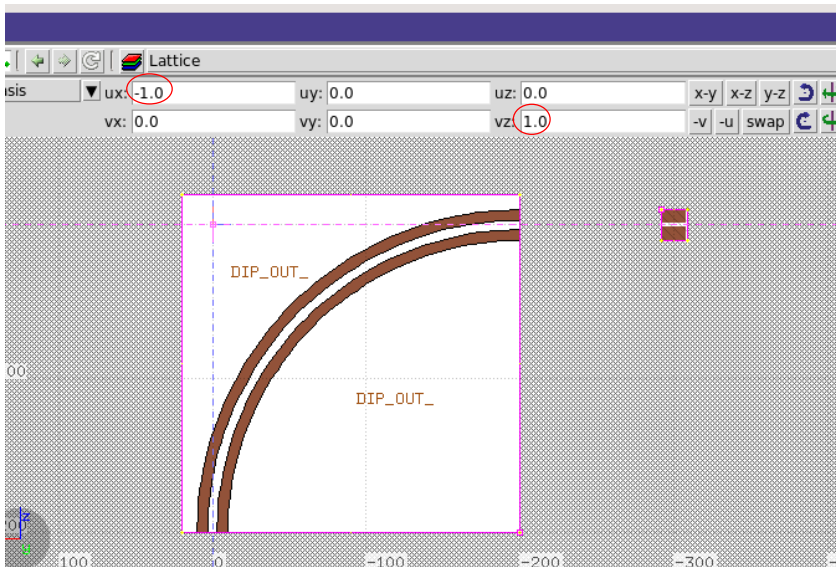 Lattice
ux: -1.0 uy: 0.0 uz: 0.0 x-y x-z y-z
vx: 0.0 vy: 0.0 vz: 1.0 -v -u swap
DIP_OUT_
DIP_OUT_
z
100 0 -100 -200 -300